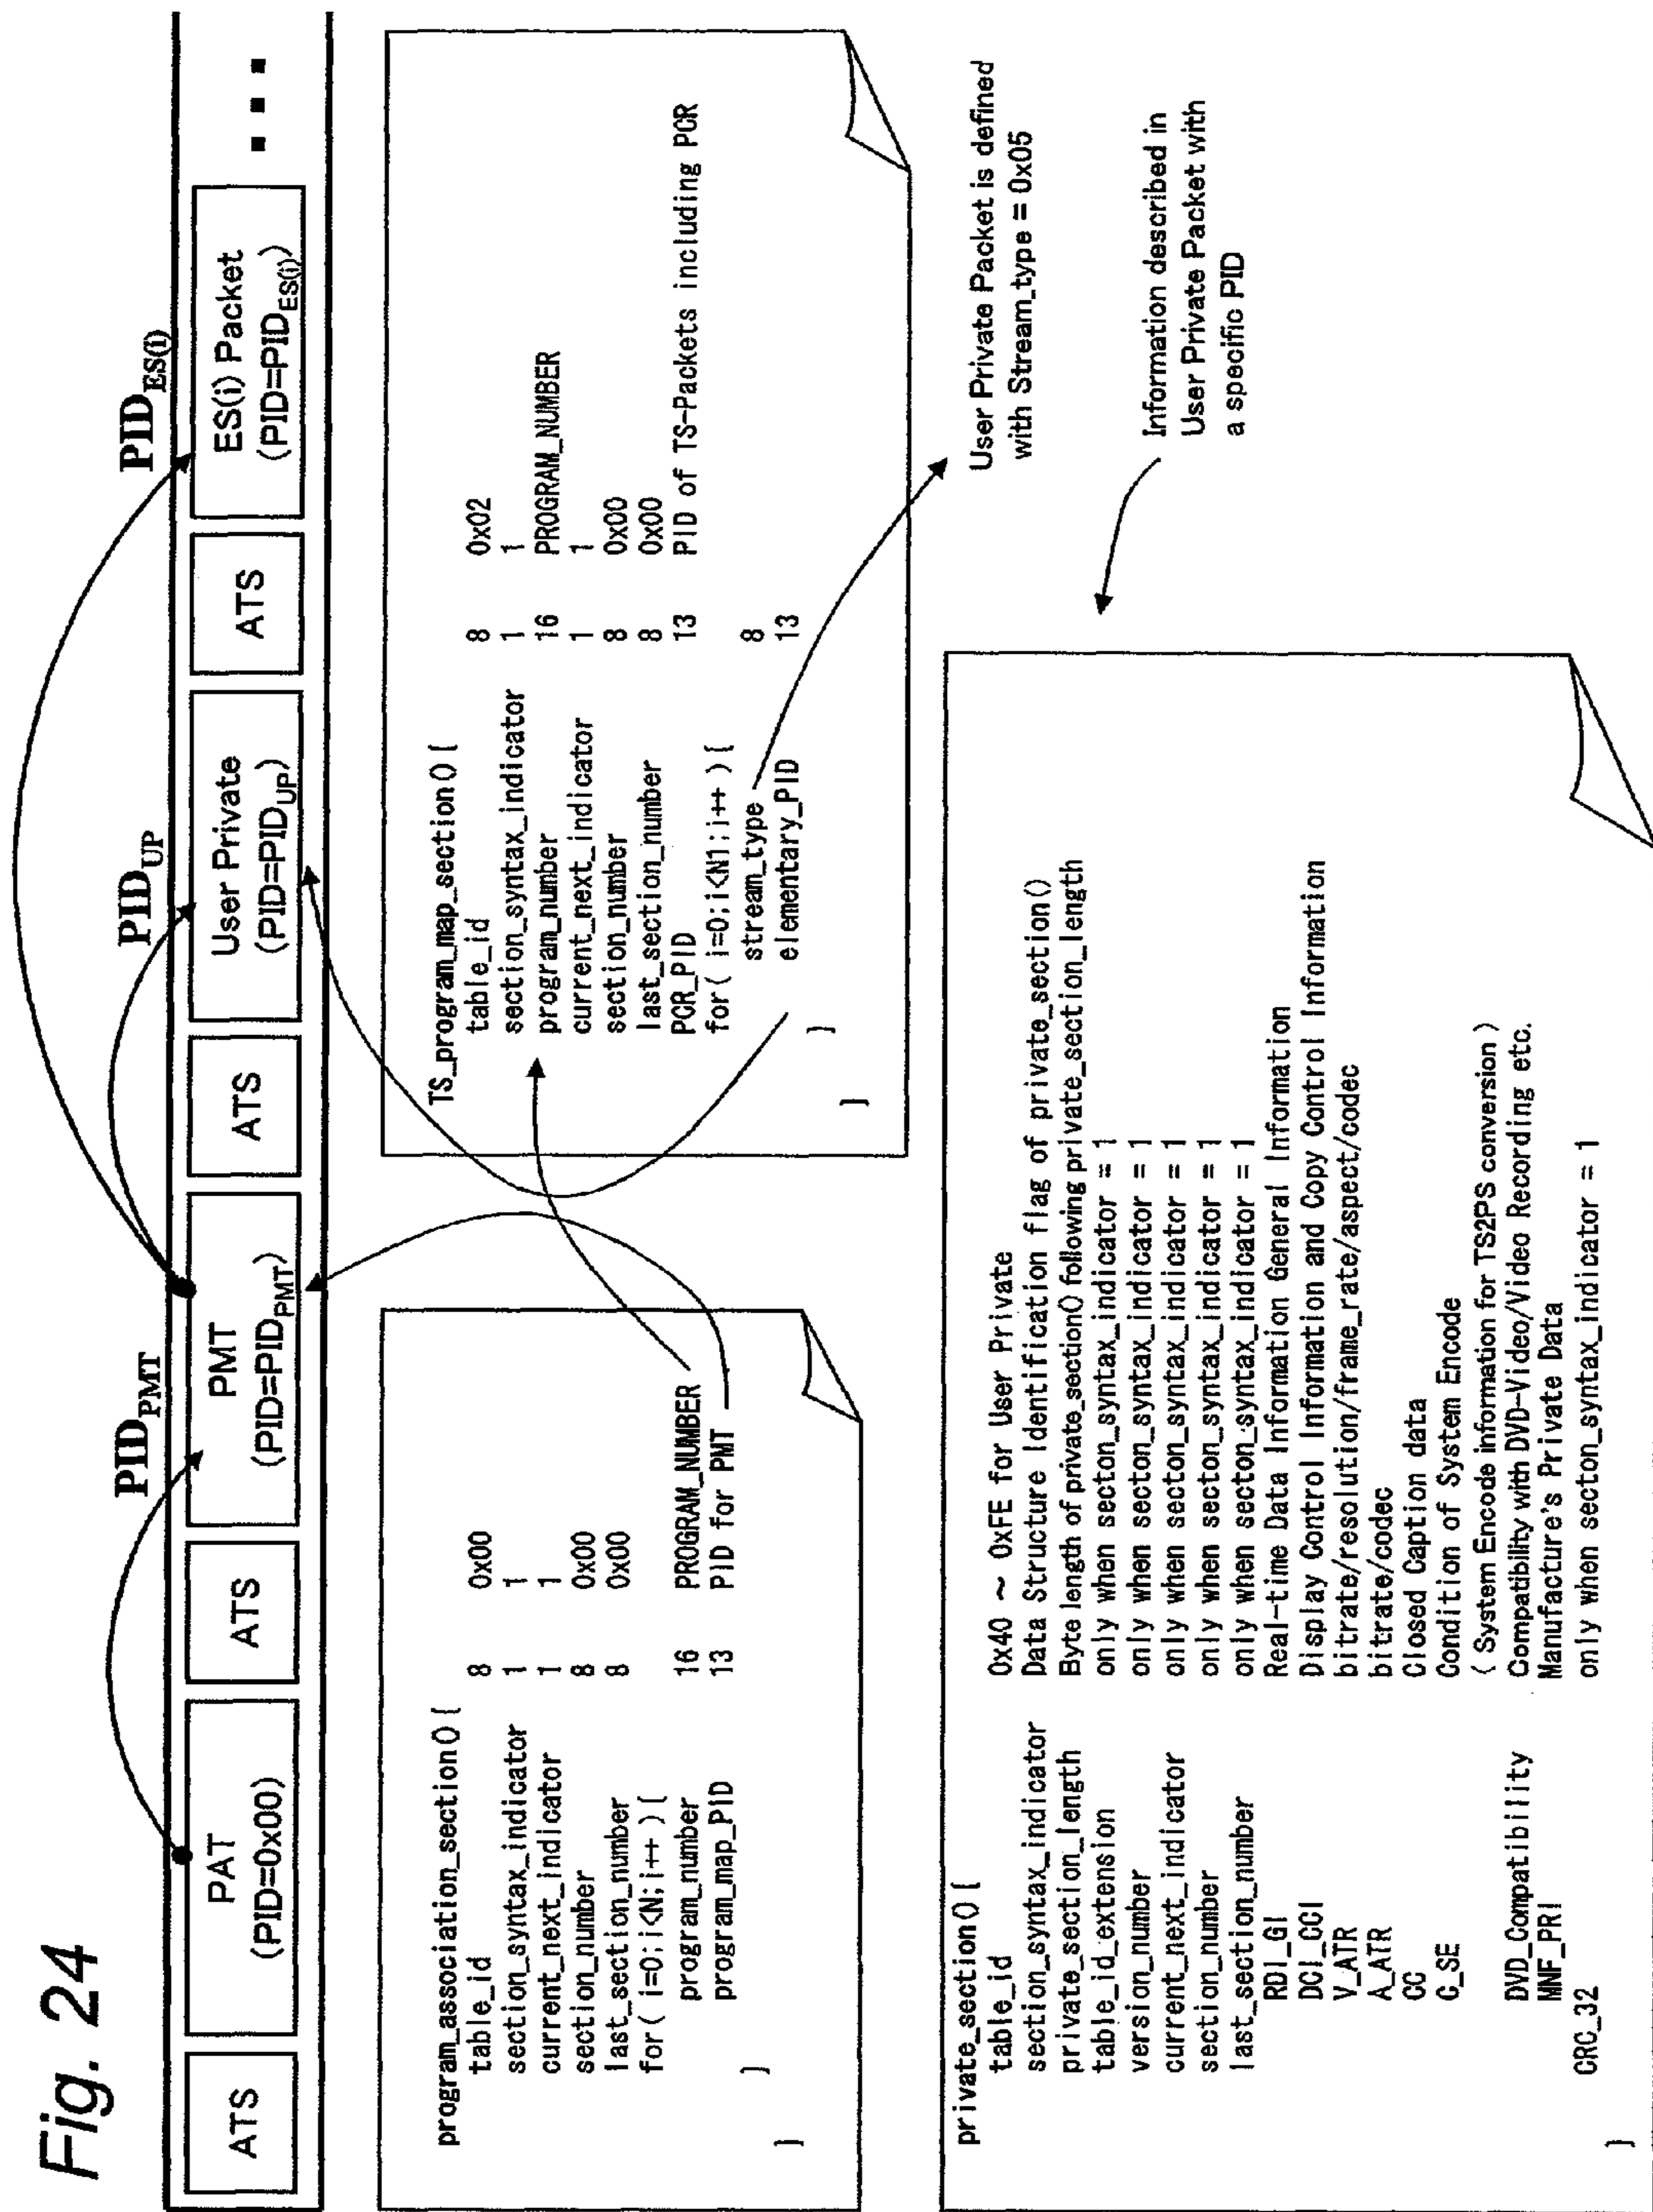 Fig. 24
PID_PMT
PID_UP
PID_ES(i)
ATS
PAT
(PID=0x00)
ATS
PMT
(PID=PID_PMT)
ATS
User Private
(PID=PID_UP)
ATS
ES(i) Packet
(PID=PID_ES(i))
program_association_section() {
table_id 8 0x00
section_syntax_indicator 1 1
current_next_indicator 1 1
section_number 8 0x00
last_section_number 8 0x00
for( i=0;i<N;i++ ) {
program_number 16 PROGRAM_NUMBER
program_map_PID 13 PID for PMT
}
TS_program_map_section() {
table_id 8 0x02
section_syntax_indicator 1 1
program_number 16 PROGRAM_NUMBER
current_next_indicator 1 1
section_number 8 0x00
last_section_number 8 0x00
PCR_PID 13 PID of TS-Packets including PCR
for( i=0;i<N1;i++ ) {
stream_type 8
elementary_PID 13
}
}
User Private Packet is defined
with Stream_type = 0x05
private_section() {
table_id 0x40 ~ 0xFE for User Private
section_syntax_indicator Data Structure Identification flag of private_section()
private_section_length Byte length of private_section() following private_section_length
table_id_extension only when secton_syntax_indicator = 1
version_number only when secton_syntax_indicator = 1
current_next_indicator only when secton_syntax_indicator = 1
section_number only when secton_syntax_indicator = 1
last_section_number only when secton_syntax_indicator = 1
RDI_GI Real-time Data Information General Information
DCI_CCI Display Control Information and Copy Control Information
V_ATR bitrate/resolution/frame_rate/aspect/codec
A_ATR bitrate/codec
CC Closed Caption data
C_SE Condition of System Encode
( System Encode information for TS2PS conversion )
DVD_Compatibility Compatibility with DVD-Video/Video Recording etc.
MNF_PRI Manufacture's Private Data
CRC_32 only when secton_syntax_indicator = 1
}
Information described in
User Private Packet with
a specific PID